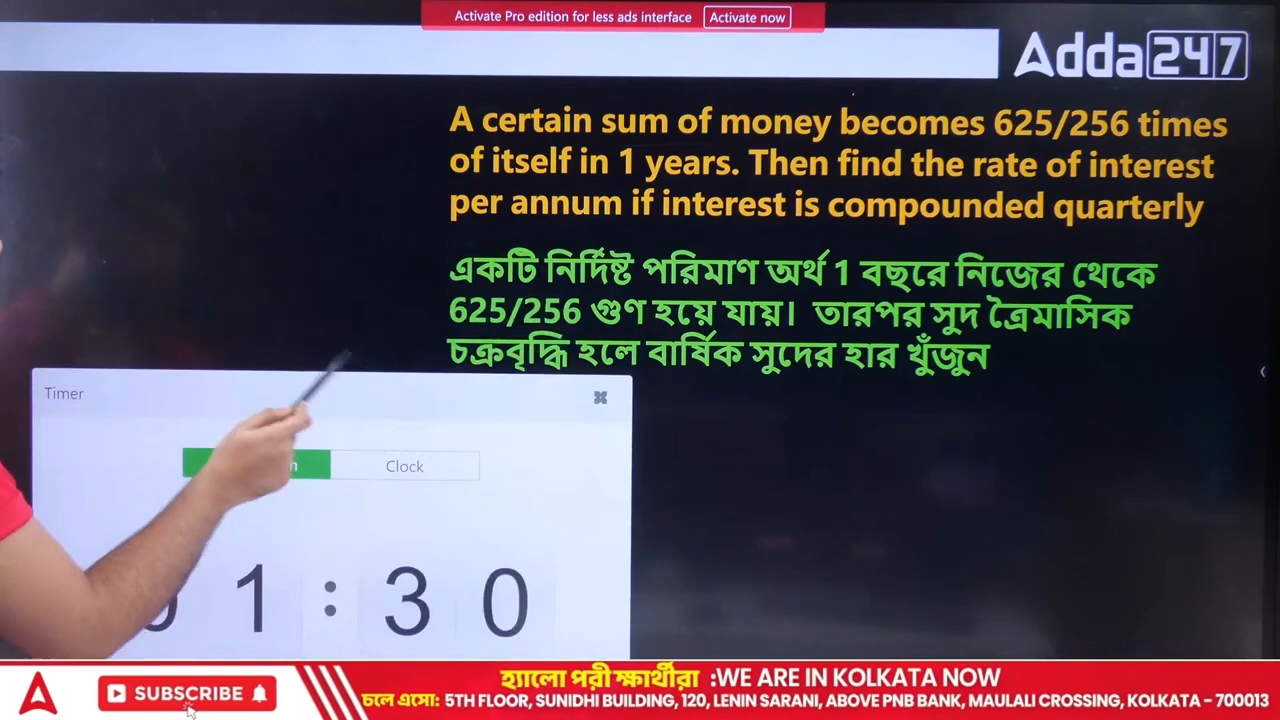 Activate Pro edition for less ads interface Activate now
Adda247
A certain sum of money becomes 625/256 times
of itself in 1 years. Then find the rate of interest
per annum if interest is compounded quarterly
একটি নির্দিষ্ট পরিমাণ অর্থ 1 বছরে নিজের থেকে
625/256 গুণ হয়ে যায়। তারপর সুদ ত্রৈমাসিক
চক্রবৃদ্ধি হলে বার্ষিক সুদের হার খুঁজুন
Timer
Clock
1 : 3 0
হ্যালো পরীক্ষার্থীরা :WE ARE IN KOLKATA NOW
SUBSCRIBE
চলে এসো: 5TH FLOOR, SUNIDHI BUILDING, 120, LENIN SARANI, ABOVE PNB BANK, MAULALI CROSSING, KOLKATA - 700013